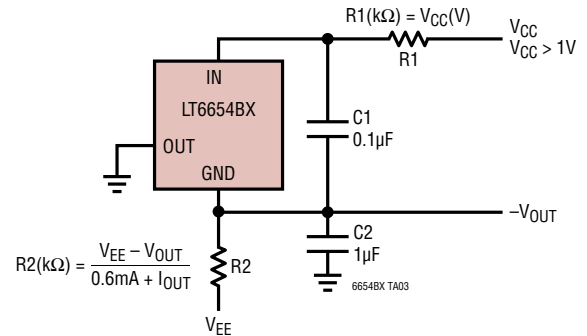 R1(kΩ) = VCC(V)
VCC
VCC > 1V
R1
IN
LT6654BX
OUT
GND
C1
0.1µF
–VOUT
R2(kΩ) = VEE – VOUT
0.6mA + IOUT
R2
C2
1µF
6654BX TA03
VEE